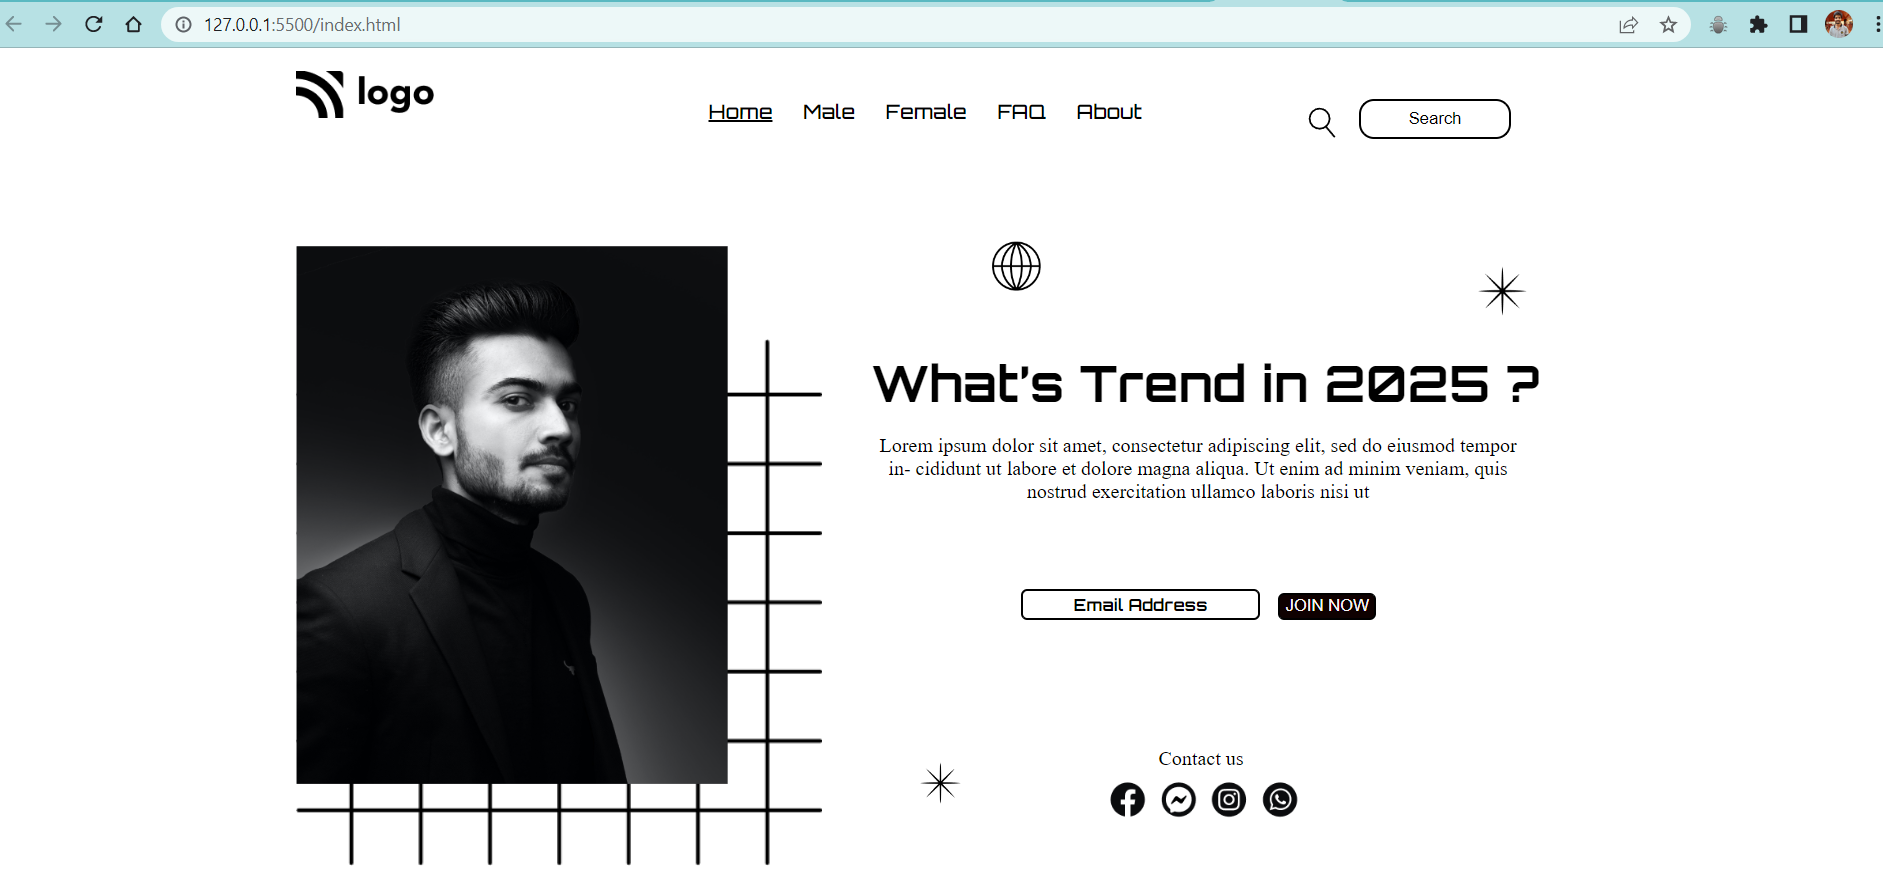 127.0.0.1:5500/index.html
logo
Home Male Female FAQ About
Search
What's Trend in 2025 ?
Lorem ipsum dolor sit amet, consectetur adipiscing elit, sed do eiusmod tempor
in- cididunt ut labore et dolore magna aliqua. Ut enim ad minim veniam, quis
nostrud exercitation ullamco laboris nisi ut
Email Address JOIN NOW
Contact us